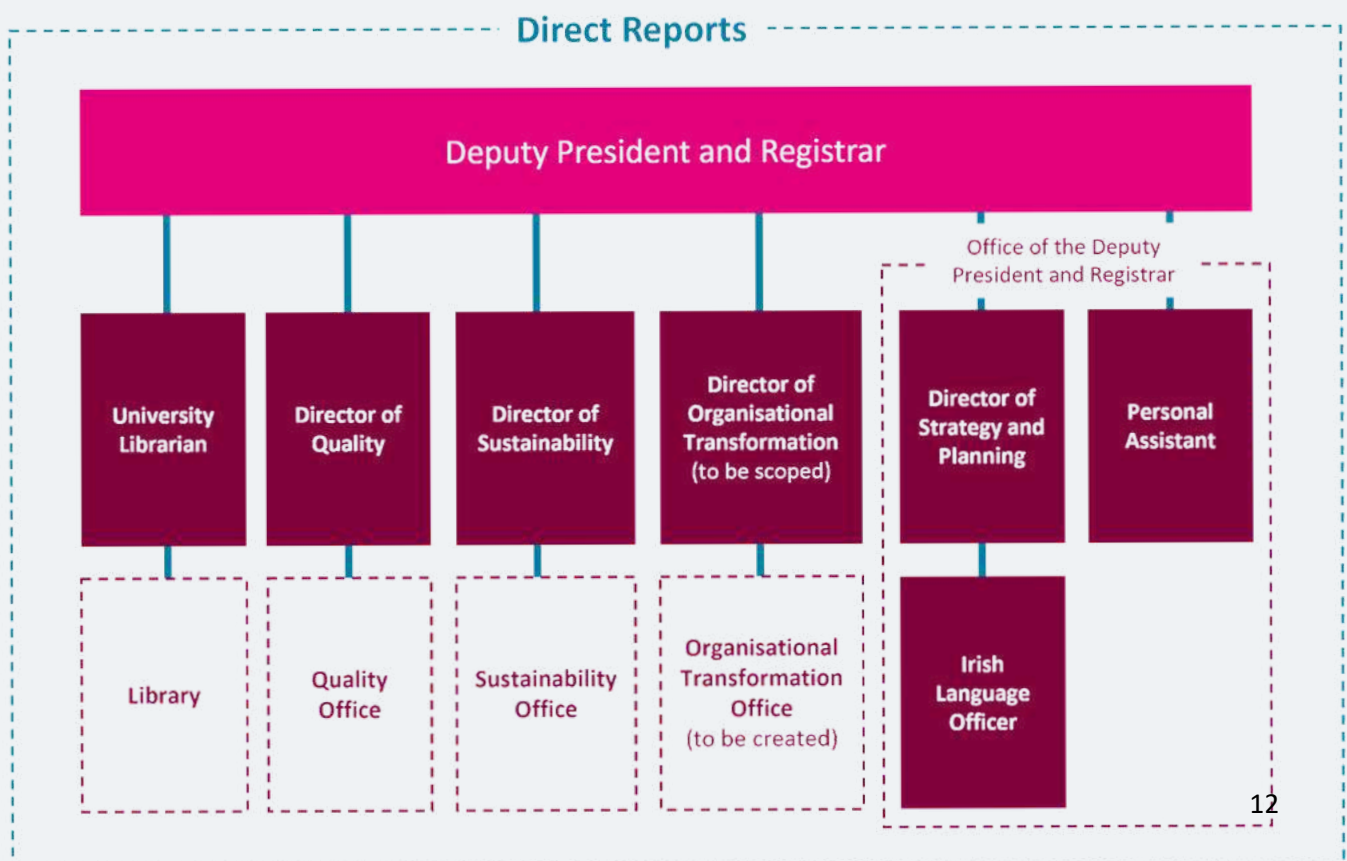 Direct Reports
Deputy President and Registrar
Office of the Deputy
President and Registrar
University
Librarian
Director of
Quality
Director of
Sustainability
Director of
Organisational
Transformation
(to be scoped)
Director of
Strategy and
Planning
Personal
Assistant
Library
Quality
Office
Sustainability
Office
Organisational
Transformation
Office
(to be created)
Irish
Language
Officer
12